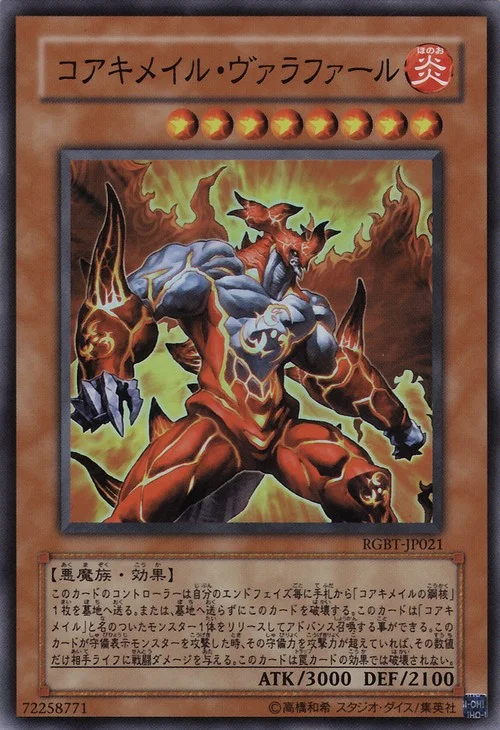 コアキメイル・ヴァラファール
ほのお
炎
RGBT-JP021
【悪魔族・効果】
このカードのコントローラーは自分のエンドフェイズ毎に手札から「コアキメイルの鋼核」
1枚を墓地へ送る。または、墓地へ送らずにこのカードを破壊する。このカードは「コアキ
メイル」と名のついたモンスター1体をリリースしてアドバンス召喚する事ができる。この
カードが守備表示モンスターを攻撃した時、その守備力を攻撃力が超えていれば、その数値
だけ相手ライフに戦闘ダメージを与える。このカードは罠カードの効果では破壊されない。
ATK/3000 DEF/2100
72258771
©高橋和希 スタジオ・ダイス/集英社